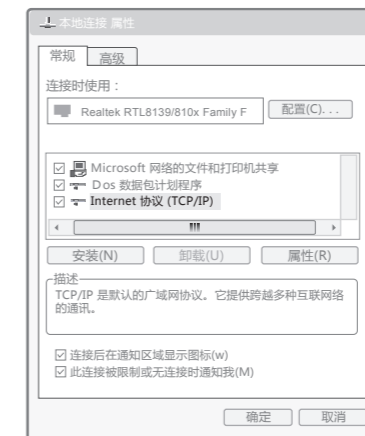 本地连接 属性
常规 高级
连接时使用：
Realtek RTL8139/810x Family F 配置(C). . .
Microsoft 网络的文件和打印机共享
Dos 数据包计划程序
Internet 协议 (TCP/IP)
安装(N) 卸载(U) 属性(R)
描述
TCP/IP 是默认的广域网协议。它提供跨越多种互联网络
的通讯。
连接后在通知区域显示图标(w)
此连接被限制或无连接时通知我(M)
确定 取消